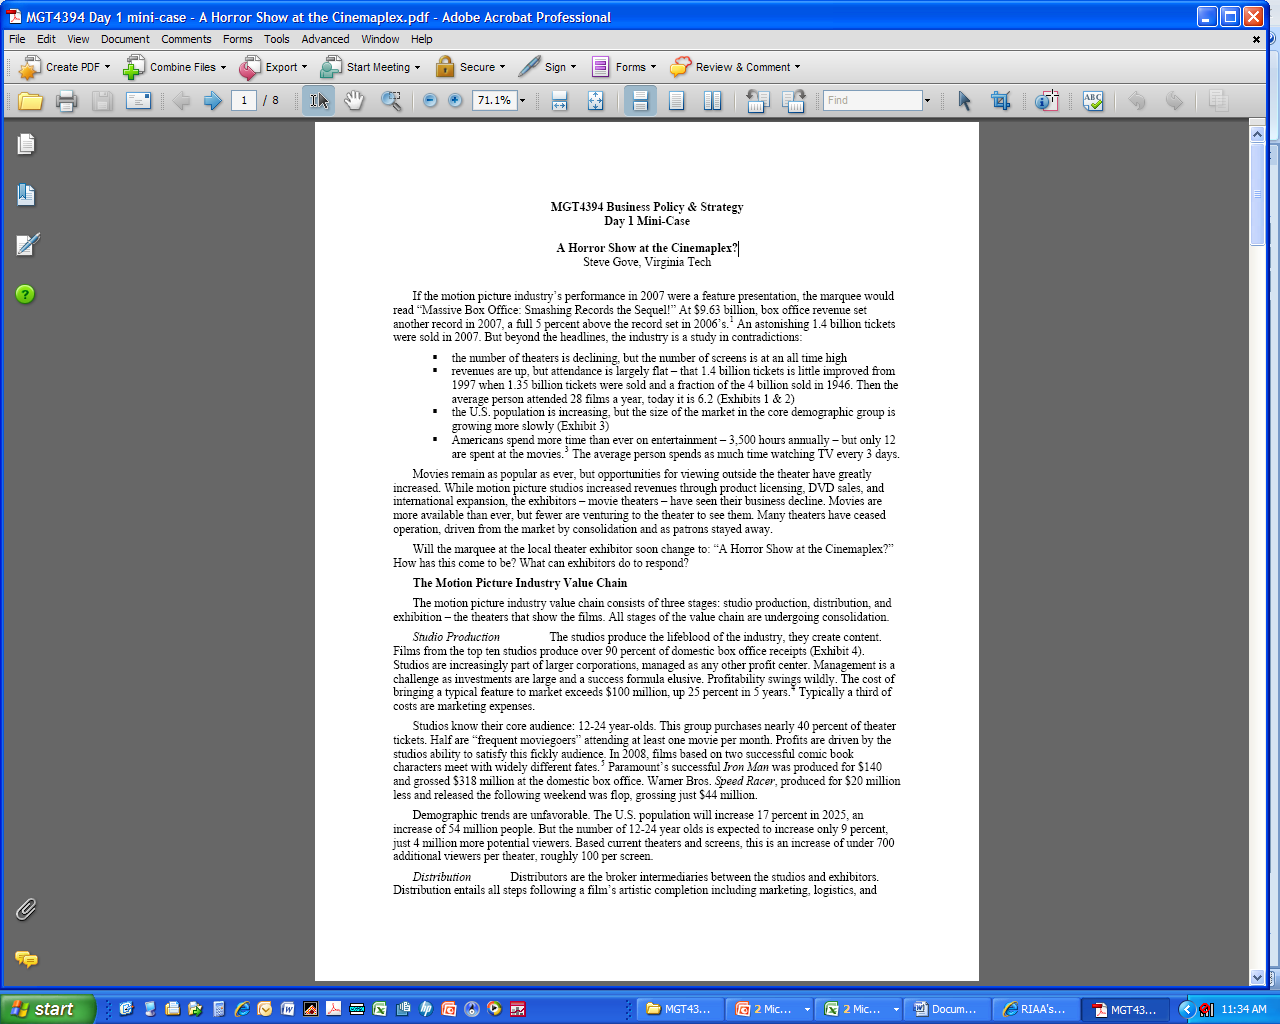 MGT4394 Day 1 mini-case - A Horror Show at the Cinemaplex.pdf - Adobe Acrobat Professional
File Edit View Document Comments Forms Tools Advanced Window Help
Create PDF Combine Files Export Start Meeting Secure Sign Forms Review & Comment
1 / 8 71.1% Find
MGT4394 Business Policy & Strategy
Day 1 Mini-Case
A Horror Show at the Cinemaplex?
Steve Gove, Virginia Tech
If the motion picture industry's performance in 2007 were a feature presentation, the marquee would
read "Massive Box Office: Smashing Records the Sequel!" At $9.63 billion, box office revenue set
another record in 2007, a full 5 percent above the record set in 2006's.1 An astonishing 1.4 billion tickets
were sold in 2007. But beyond the headlines, the industry is a study in contradictions:
▪ the number of theaters is declining, but the number of screens is at an all time high
▪ revenues are up, but attendance is largely flat – that 1.4 billion tickets is little improved from
1997 when 1.35 billion tickets were sold and a fraction of the 4 billion sold in 1946. Then the
average person attended 28 films a year, today it is 6.2 (Exhibits 1 & 2)
▪ the U.S. population is increasing, but the size of the market in the core demographic group is
growing more slowly (Exhibit 3)
▪ Americans spend more time than ever on entertainment – 3,500 hours annually – but only 12
are spent at the movies.3 The average person spends as much time watching TV every 3 days.
Movies remain as popular as ever, but opportunities for viewing outside the theater have greatly
increased. While motion picture studios increased revenues through product licensing, DVD sales, and
international expansion, the exhibitors – movie theaters – have seen their business decline. Movies are
more available than ever, but fewer are venturing to the theater to see them. Many theaters have ceased
operation, driven from the market by consolidation and as patrons stayed away.
Will the marquee at the local theater exhibitor soon change to: "A Horror Show at the Cinemaplex?"
How has this come to be? What can exhibitors do to respond?
The Motion Picture Industry Value Chain
The motion picture industry value chain consists of three stages: studio production, distribution, and
exhibition – the theaters that show the films. All stages of the value chain are undergoing consolidation.
Studio Production The studios produce the lifeblood of the industry, they create content.
Films from the top ten studios produce over 90 percent of domestic box office receipts (Exhibit 4).
Studios are increasingly part of larger corporations, managed as any other profit center. Management is a
challenge as investments are large and a success formula elusive. Profitability swings wildly. The cost of
bringing a typical feature to market exceeds $100 million, up 25 percent in 5 years.4 Typically a third of
costs are marketing expenses.
Studios know their core audience: 12-24 year-olds. This group purchases nearly 40 percent of theater
tickets. Half are "frequent moviegoers" attending at least one movie per month. Profits are driven by the
studios ability to satisfy this fickly audience. In 2008, films based on two successful comic book
characters meet with widely different fates.5 Paramount's successful Iron Man was produced for $140
and grossed $318 million at the domestic box office. Warner Bros. Speed Racer, produced for $20 million
less and released the following weekend was flop, grossing just $44 million.
Demographic trends are unfavorable. The U.S. population will increase 17 percent in 2025, an
increase of 54 million people. But the number of 12-24 year olds is expected to increase only 9 percent,
just 4 million more potential viewers. Based current theaters and screens, this is an increase of under 700
additional viewers per theater, roughly 100 per screen.
Distribution Distributors are the broker intermediaries between the studios and exhibitors.
Distribution entails all steps following a film's artistic completion including marketing, logistics, and
start MGT43... 2 Mic... 2 Mic... Docum... RIAA's... MGT43... 11:34 AM